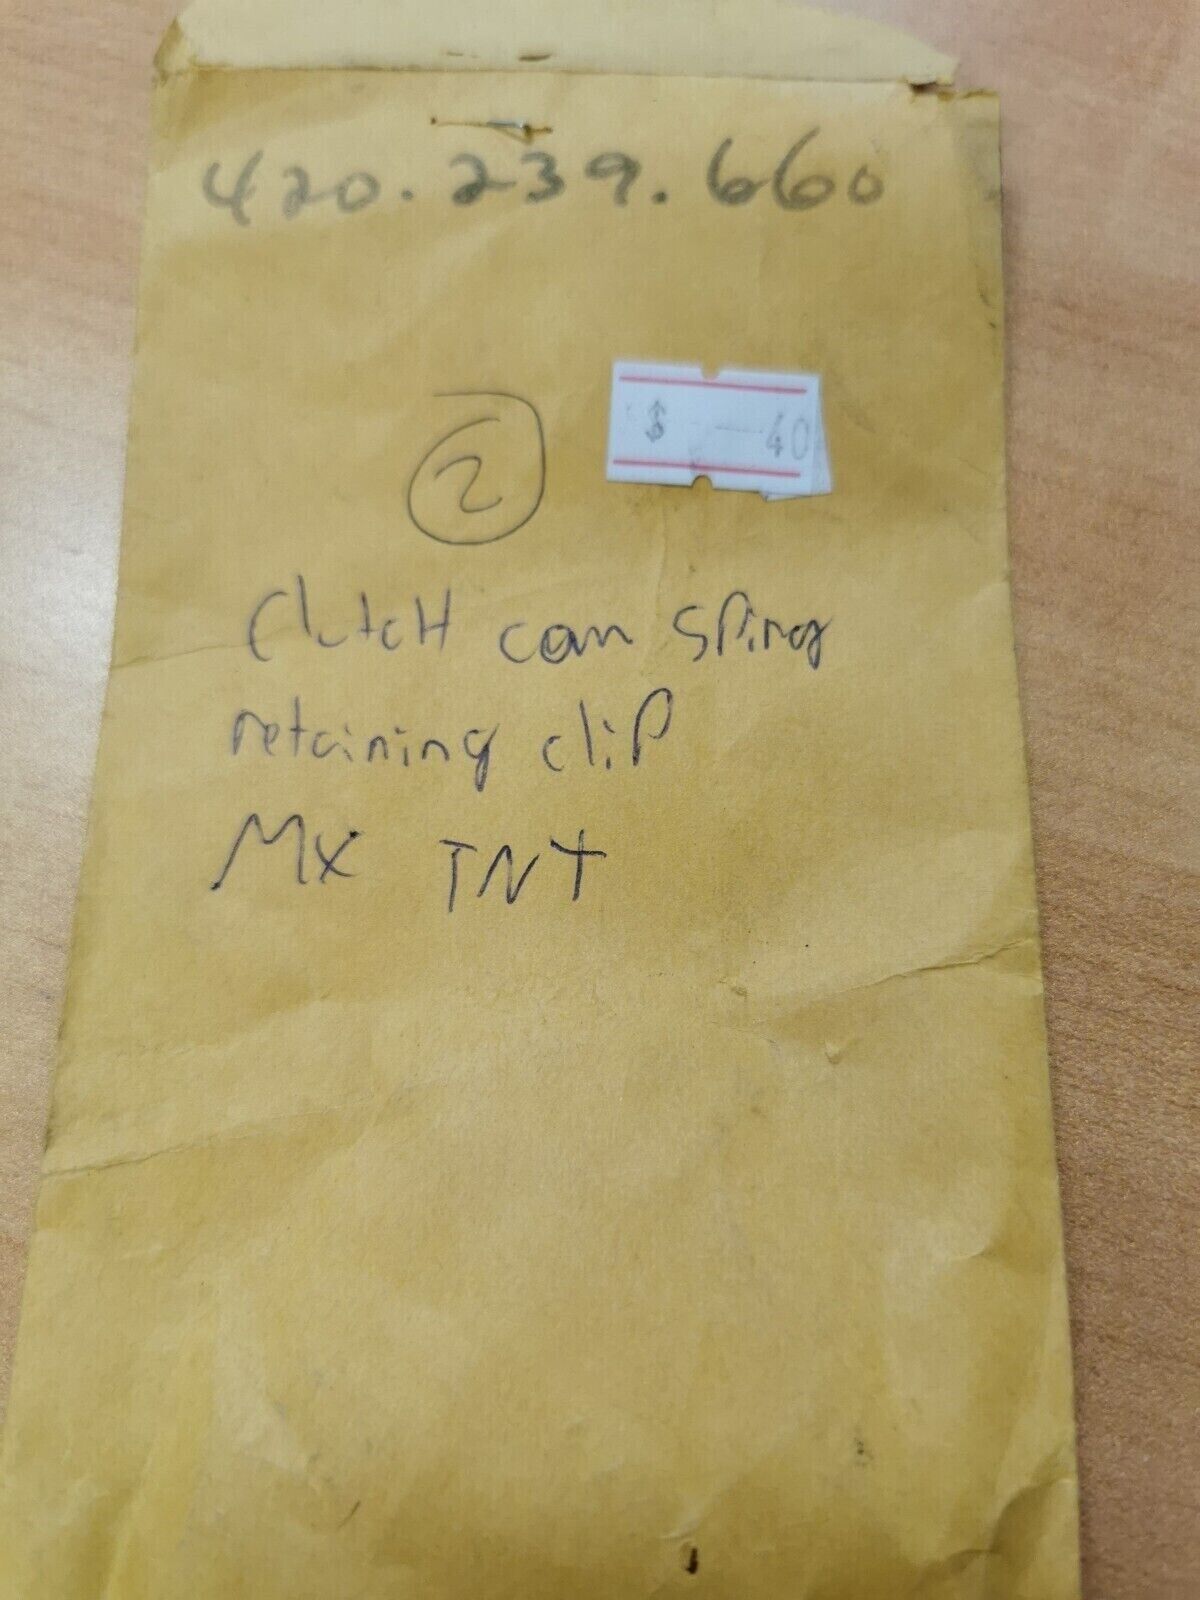 420.239.660
$ -40
2
clutcH cam sPring
retaining cliP
MX TNT